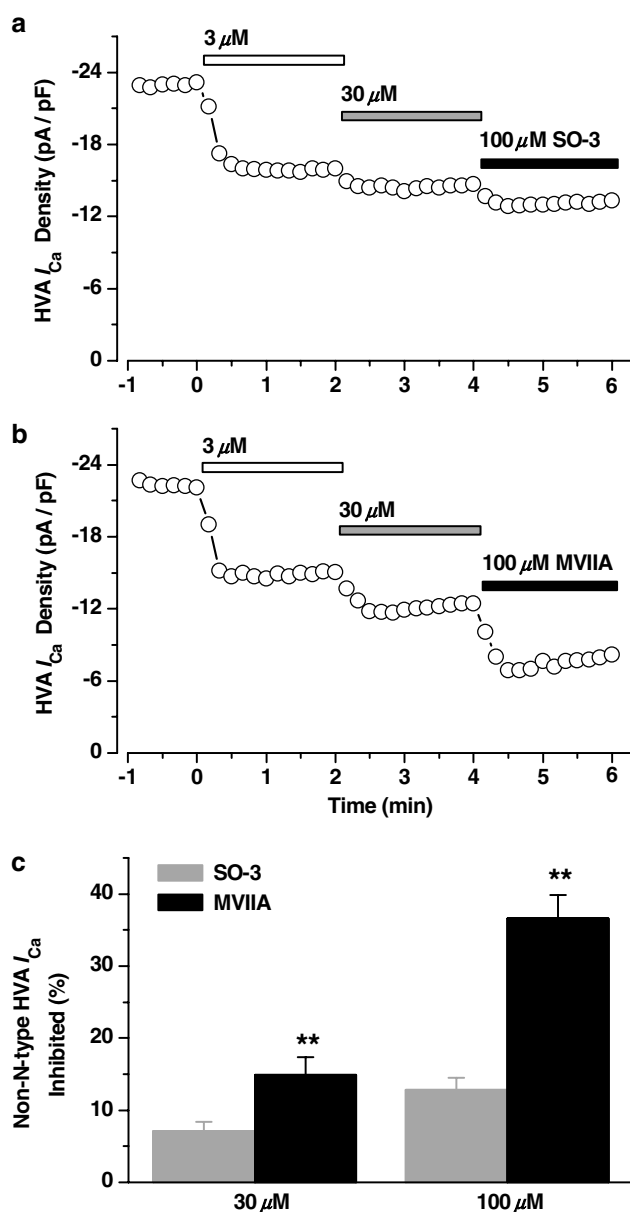 a
3 μM
30 μM
100 μM SO-3
HVA I_Ca Density (pA / pF)
-24
-18
-12
-6
0
-1 0 1 2 3 4 5 6
b
3 μM
30 μM
100 μM MVIIA
HVA I_Ca Density (pA / pF)
-24
-18
-12
-6
0
-1 0 1 2 3 4 5 6
Time (min)
c
SO-3
MVIIA
Non-N-type HVA I_Ca
Inhibited (%)
40
30
20
10
0
**
**
30 μM 100 μM